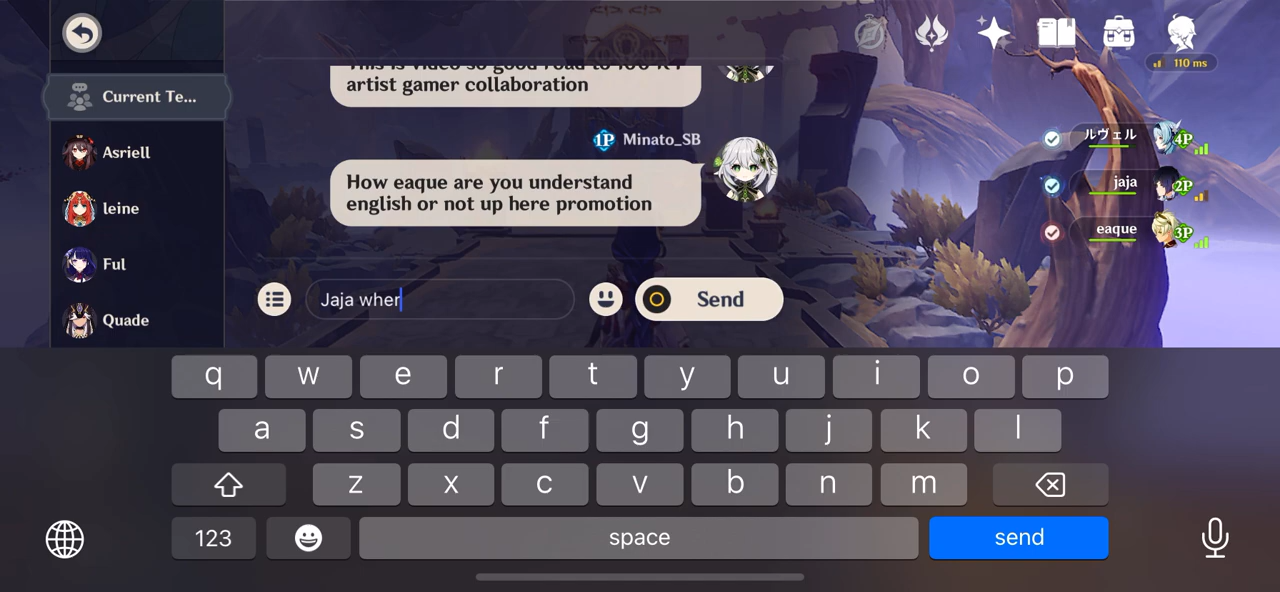 110 ms
Current Te...
artist gamer collaboration
1P Minato_SB
ルヴェル 4P
Asriell
How eaque are you understand
english or not up here promotion
jaja 2P
leine
eaque 3P
Ful
Jaja wher
Send
Quade
q w e r t y u i o p
a s d f g h j k l
z x c v b n m
123
space
send